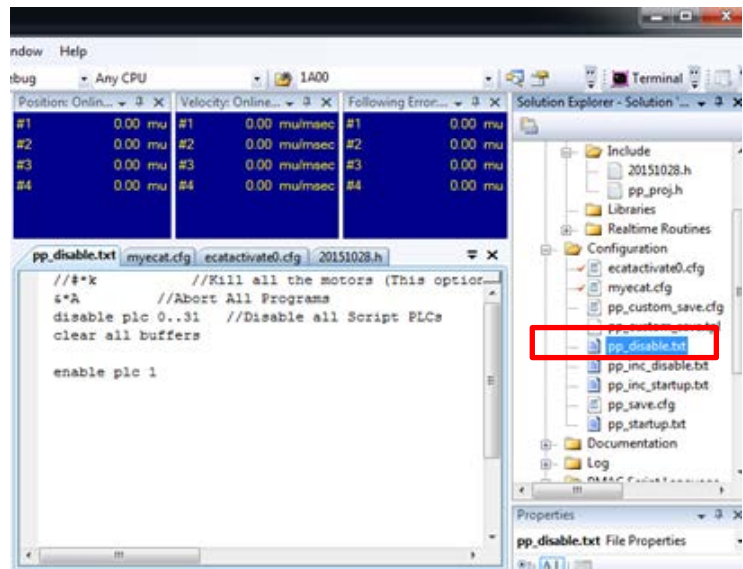 ndow Help
ebug Any CPU 1A00 Terminal
Position: Onlin... Velocity: Online... Following Error:... Solution Explorer - Solution '...
#1 0.00 mu #1 0.00 mu/msec #1 0.00 mu
#2 0.00 mu #2 0.00 mu/msec #2 0.00 mu
#3 0.00 mu #3 0.00 mu/msec #3 0.00 mu
#4 0.00 mu #4 0.00 mu/msec #4 0.00 mu
pp_disable.txt myecat.cfg ecatactivate0.cfg 20151028.h
//#*k //Kill all the motors (This option
&*A //Abort All Programs
disable plc 0..31 //Disable all Script PLCs
clear all buffers
enable plc 1
Include
20151028.h
pp_proj.h
Libraries
Realtime Routines
Configuration
ecatactivate0.cfg
myecat.cfg
pp_custom_save.cfg
pp_custom_save.tpl
pp_disable.txt
pp_inc_disable.txt
pp_inc_startup.txt
pp_save.cfg
pp_startup.txt
Documentation
Log
PMAC Script Language
Properties
pp_disable.txt File Properties